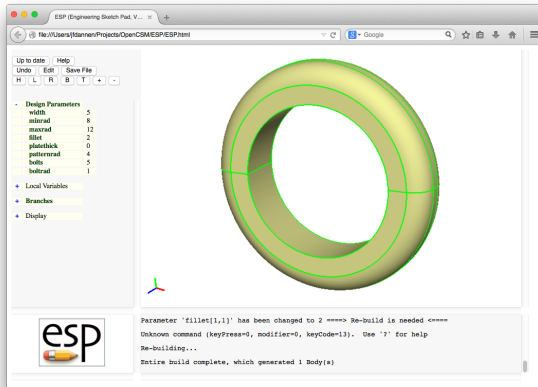 ESP (Engineering Sketch Pad, V... ×
+
file:///Users/jfdannen/Projects/OpenCSM/ESP/ESP.html
Google
Up to date Help
Undo Edit Save File
H L R B T + -
- Design Parameters
width 5
minrad 8
maxrad 12
fillet 2
platethick 0
patternrad 4
bolts 5
boltrad 1
+ Local Variables
+ Branches
+ Display
esp
Parameter 'fillet[1,1]' has been changed to 2 ====> Re-build is needed <====
Unknown command (keyPress=0, modifier=0, keyCode=13).  Use '?' for help
Re-building...
Entire build complete, which generated 1 Body(s)